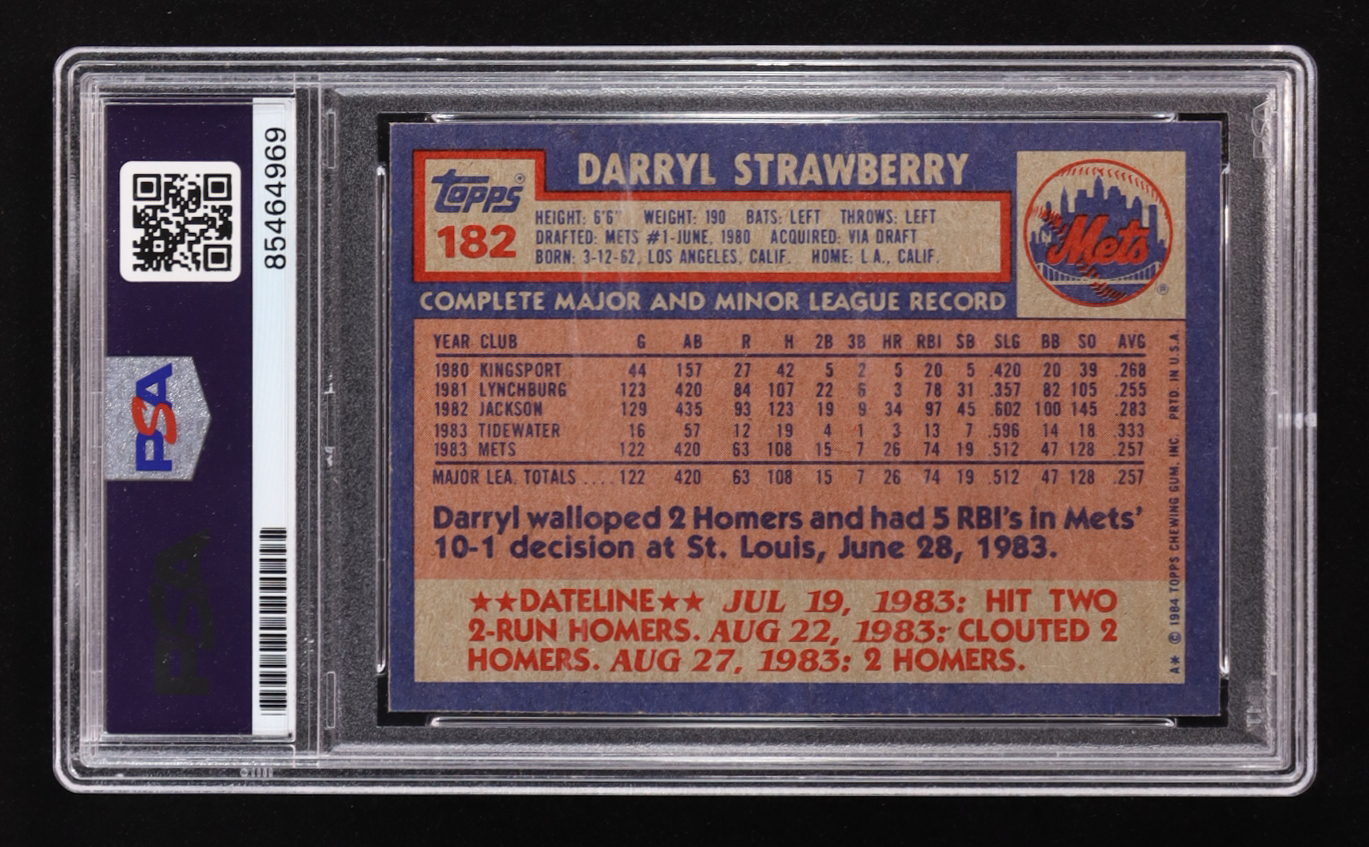 85464969
PSA
PSA
Topps
182
DARRYL STRAWBERRY
HEIGHT: 6'6" WEIGHT: 190 BATS: LEFT THROWS: LEFT
DRAFTED: METS #1-JUNE, 1980 ACQUIRED: VIA DRAFT
BORN: 3-12-62, LOS ANGELES, CALIF. HOME: L.A., CALIF.
Mets
COMPLETE MAJOR AND MINOR LEAGUE RECORD
YEAR CLUB G AB R H 2B 3B HR RBI SB SLG BB SO AVG
1980 KINGSPORT 44 157 27 42 5 2 5 20 5 .420 20 39 .268
1981 LYNCHBURG 123 420 84 107 22 6 3 78 31 .357 82 105 .255
1982 JACKSON 129 435 93 123 19 9 34 97 45 .602 100 145 .283
1983 TIDEWATER 16 57 12 19 4 1 3 13 7 .596 14 18 .333
1983 METS 122 420 63 108 15 7 26 74 19 .512 47 128 .257
MAJOR LEA. TOTALS ....122 420 63 108 15 7 26 74 19 .512 47 128 .257
Darryl walloped 2 Homers and had 5 RBI's in Mets'
10-1 decision at St. Louis, June 28, 1983.
★★DATELINE★★ JUL 19, 1983: HIT TWO
2-RUN HOMERS. AUG 22, 1983: CLOUTED 2
HOMERS. AUG 27, 1983: 2 HOMERS.
A* © 1984 TOPPS CHEWING GUM, INC. PRTD. IN U.S.A.